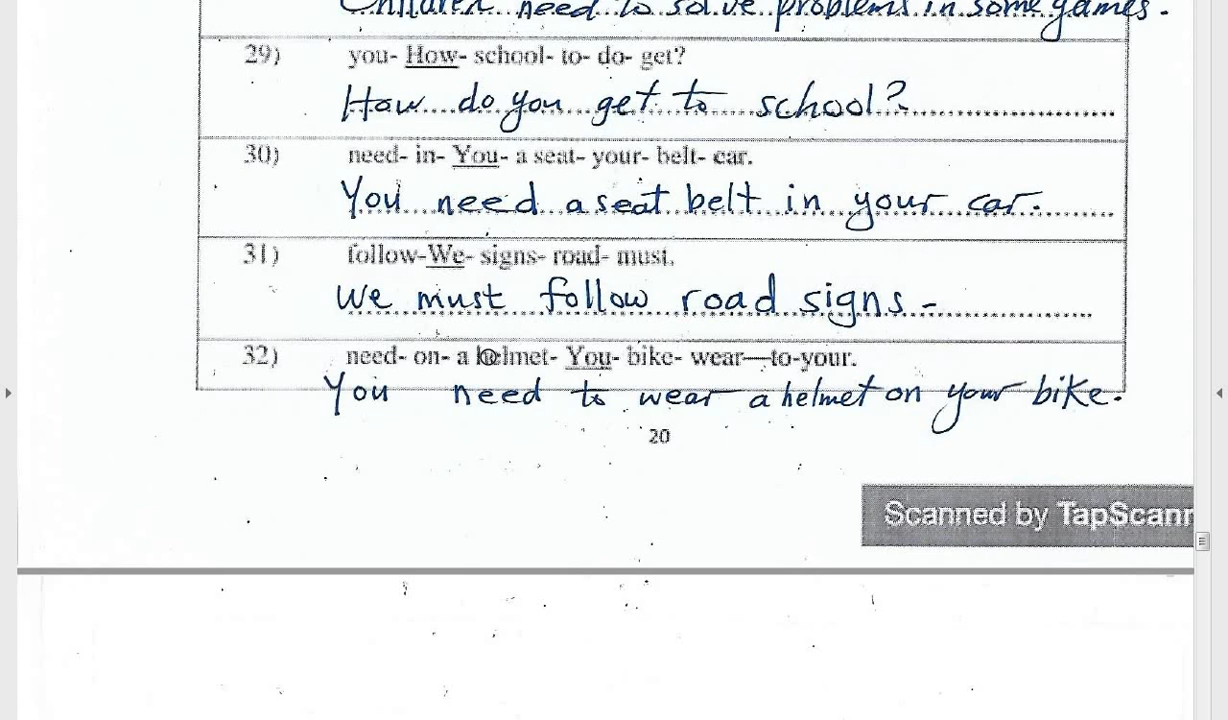 Children need to solve problems in some games.
29) you- How- school- to- do- get?
How do you get to school?
30) need- in- You- a seat- your- belt- car.
You need a seat belt in your car.
31) follow-We- signs- road- must.
We must follow road signs.
32) need- on- a helmet- You- bike- wear—to-your.
You need to wear a helmet on your bike.
20
Scanned by TapScann